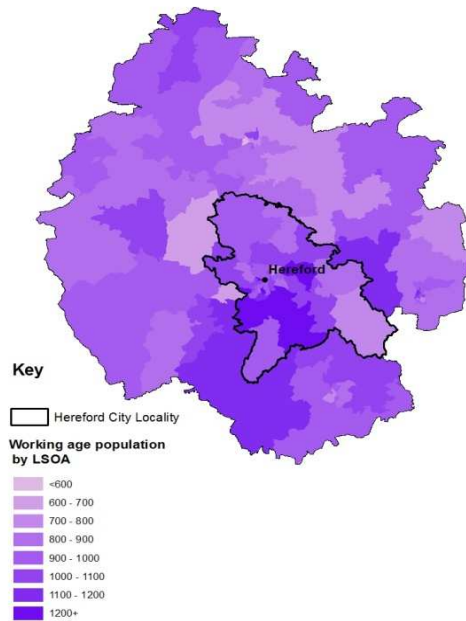 Hereford
Key
Hereford City Locality
Working age population
by LSOA
<600
600 - 700
700 - 800
800 - 900
900 - 1000
1000 - 1100
1100 - 1200
1200+